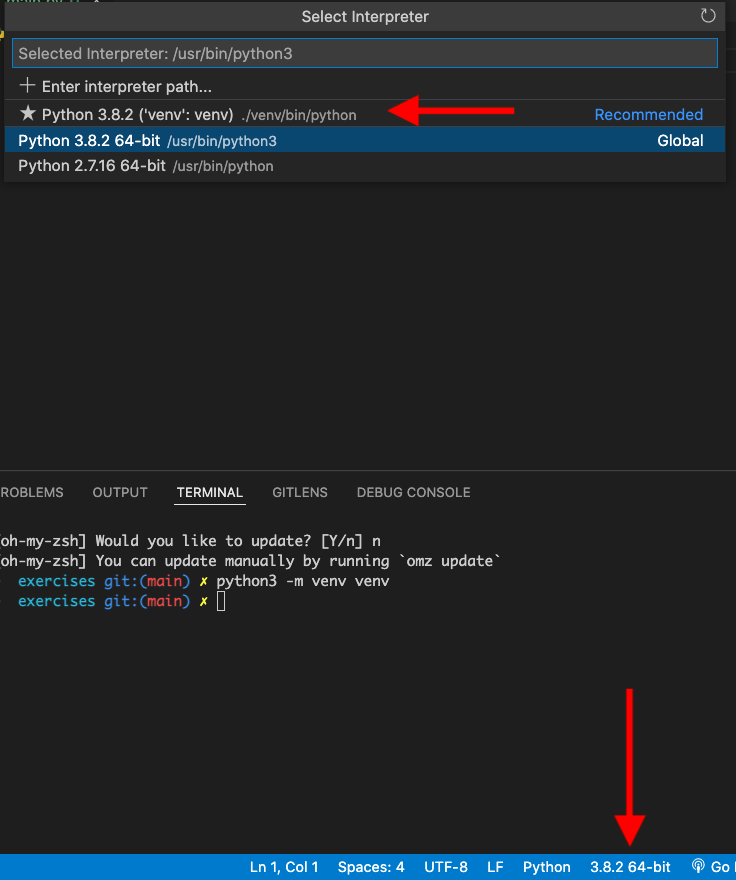 Select Interpreter
Selected Interpreter: /usr/bin/python3
Enter interpreter path...
Python 3.8.2 ('venv': venv) ./venv/bin/python Recommended
Python 3.8.2 64-bit /usr/bin/python3 Global
Python 2.7.16 64-bit /usr/bin/python
ROBLEMS OUTPUT TERMINAL GITLENS DEBUG CONSOLE
[oh-my-zsh] Would you like to update? [Y/n] n
[oh-my-zsh] You can update manually by running `omz update`
exercises git:(main) ✗ python3 -m venv venv
exercises git:(main) ✗
Ln 1, Col 1 Spaces: 4 UTF-8 LF Python 3.8.2 64-bit Go